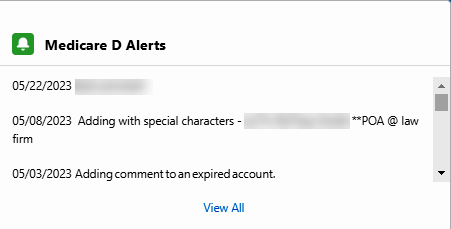 Medicare D Alerts
05/22/2023
05/08/2023 Adding with special characters - **POA @ law
firm
05/03/2023 Adding comment to an expired account.
View All